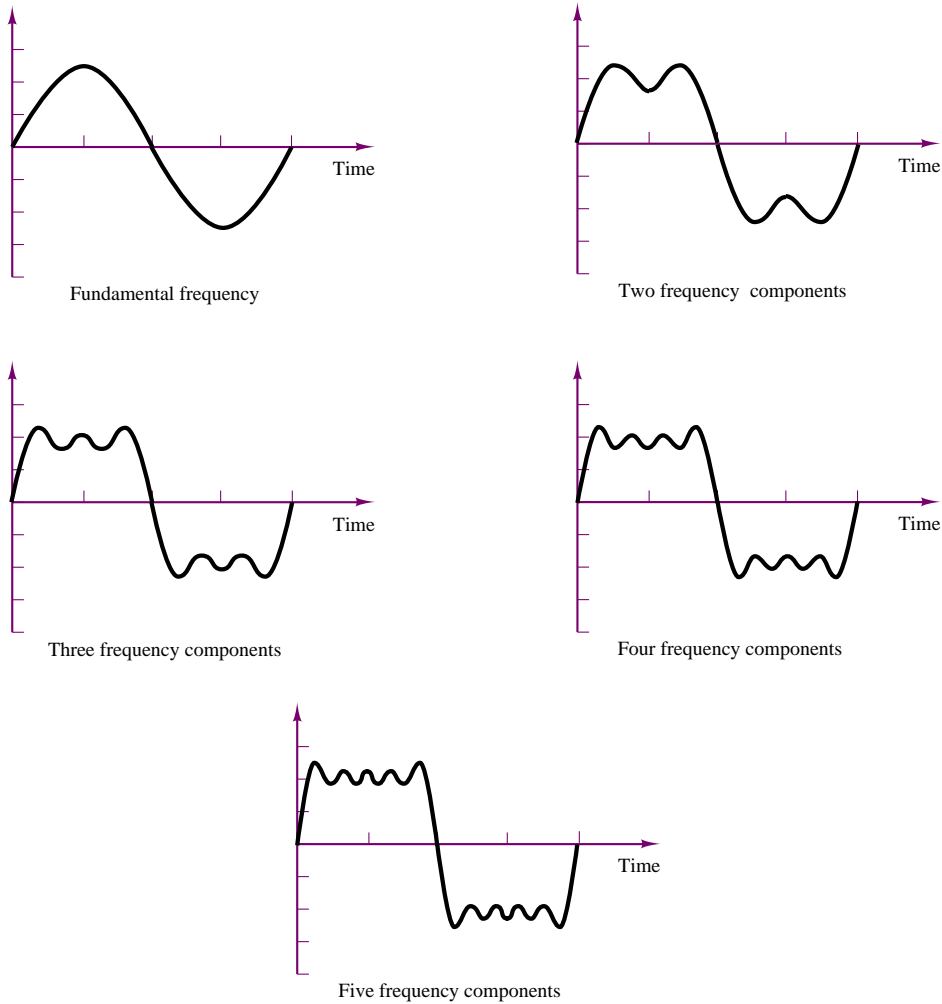 Time
Fundamental frequency
Time
Two frequency components
Time
Three frequency components
Time
Four frequency components
Time
Five frequency components